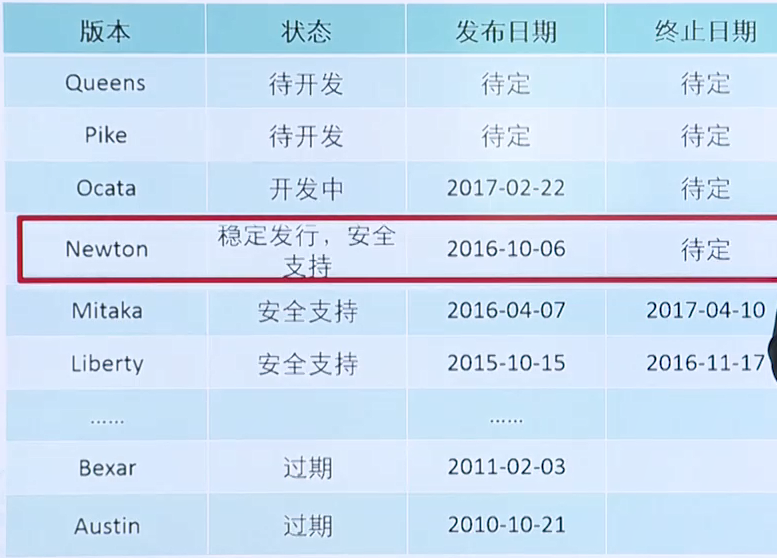 版本 状态 发布日期 终止日期
Queens 待开发 待定 待定
Pike 待开发 待定 待定
Ocata 开发中 2017-02-22 待定
Newton 稳定发行，安全支持 2016-10-06 待定
Mitaka 安全支持 2016-04-07 2017-04-10
Liberty 安全支持 2015-10-15 2016-11-17
…… ……
Bexar 过期 2011-02-03
Austin 过期 2010-10-21